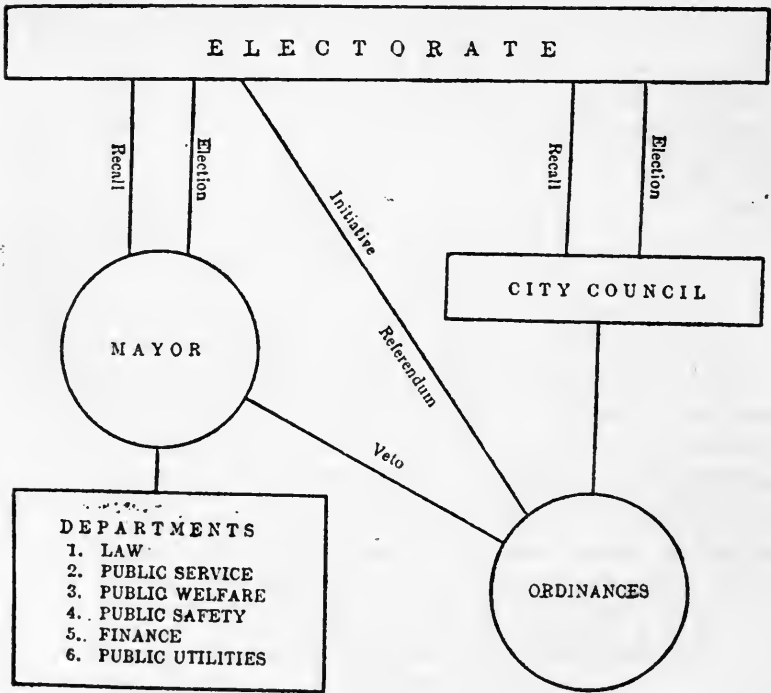 ELECTORATE
Recall
Election
Initiative
Referendum
Recall
Election
CITY COUNCIL
MAYOR
Veto
DEPARTMENTS
1. LAW
2. PUBLIC SERVICE
3. PUBLIC WELFARE
4. PUBLIC SAFETY
5. FINANCE
6. PUBLIC UTILITIES
ORDINANCES